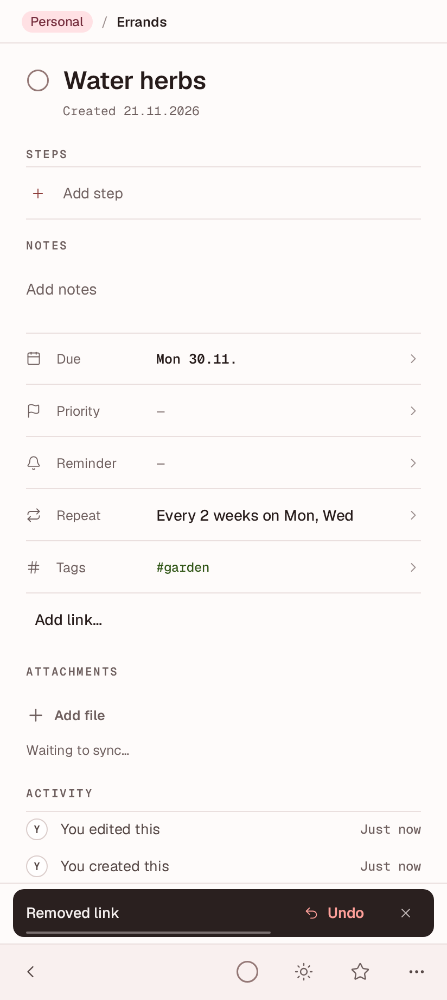 Personal / Errands
Water herbs
Created 21.11.2026
STEPS
Add step
NOTES
Add notes
Due Mon 30.11.
Priority –
Reminder –
Repeat Every 2 weeks on Mon, Wed
Tags #garden
Add link…
ATTACHMENTS
Add file
Waiting to sync…
ACTIVITY
Y You edited this Just now
Y You created this Just now
Removed link Undo